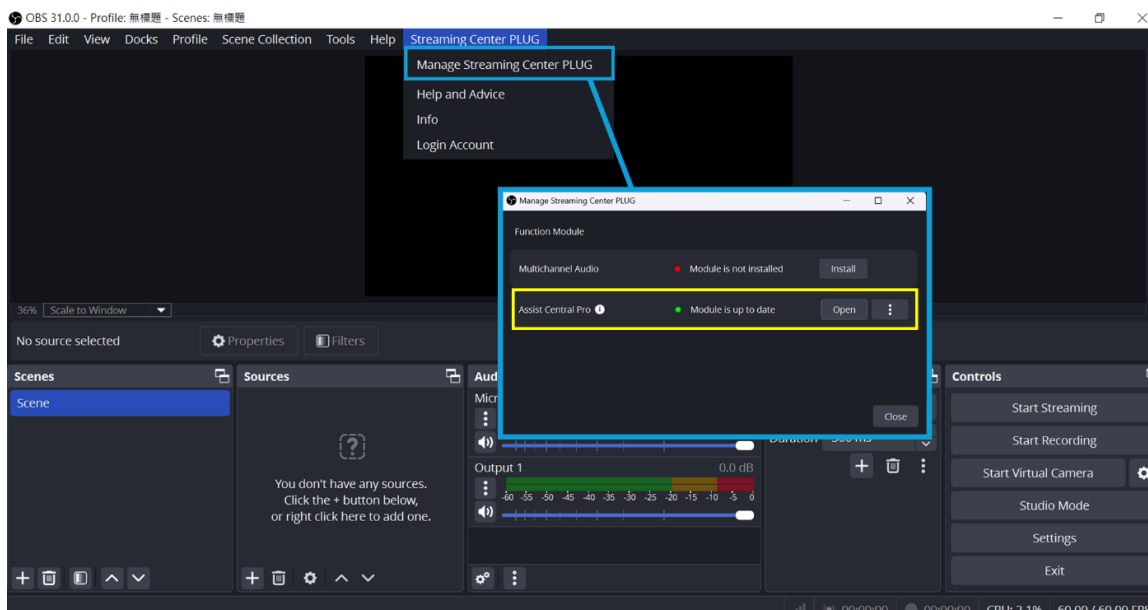 OBS 31.0.0 - Profile: 無標題 - Scenes: 無標題
File Edit View Docks Profile Scene Collection Tools Help Streaming Center PLUG
Manage Streaming Center PLUG
Help and Advice
Info
Login Account
Manage Streaming Center PLUG
Function Module
Multichannel Audio Module is not installed Install
Assist Central Pro Module is up to date Open
Close
36% Scale to Window
No source selected Properties Filters
Scenes
Scene
Sources
You don't have any sources.
Click the + button below,
or right click here to add one.
Output 1 0.0 dB
-60 -55 -50 -45 -40 -35 -30 -25 -20 -15 -10 -5 0
Controls
Start Streaming
Start Recording
Start Virtual Camera
Studio Mode
Settings
Exit